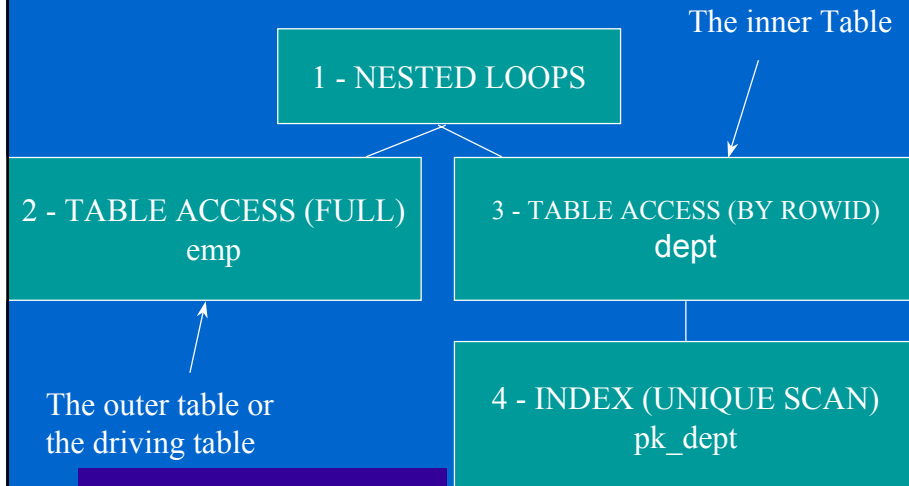 The inner Table
1 - NESTED LOOPS
2 - TABLE ACCESS (FULL)
emp
3 - TABLE ACCESS (BY ROWID)
dept
The outer table or
the driving table
4 - INDEX (UNIQUE SCAN)
pk_dept